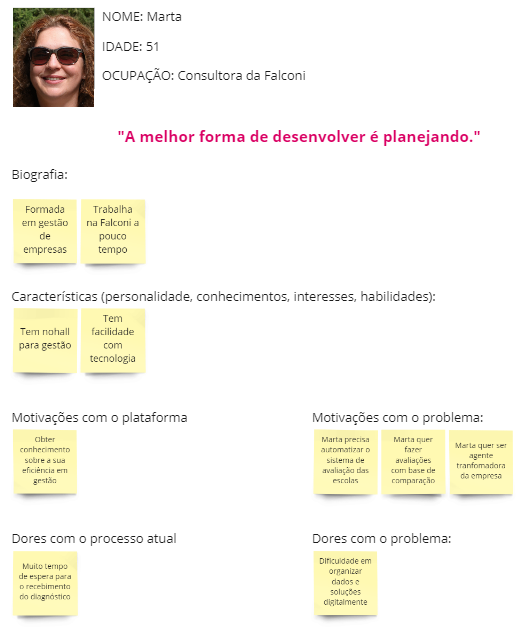 NOME: Marta
IDADE: 51
OCUPAÇÃO: Consultora da Falconi
"A melhor forma de desenvolver é planejando."
Biografia:
Formada
em gestão
de
empresas
Trabalha
na Falconi a
pouco
tempo
Características (personalidade, conhecimentos, interesses, habilidades):
Tem nohall
para gestão
Tem
facilidade
com
tecnologia
Motivações com o plataforma
Obter
conhecimento
sobre a sua
eficiência em
gestão
Motivações com o problema:
Marta precisa
automatizar o
sistema de
avaliação das
escolas
Marta quer
fazer
avaliações
com base de
comparação
Marta quer ser
agente
tranfomadora
da empresa
Dores com o processo atual
Muito tempo
de espera para
o recebimento
do diagnóstico
Dores com o problema:
Dificuldade em
organizar
dados e
soluções
digitalmente